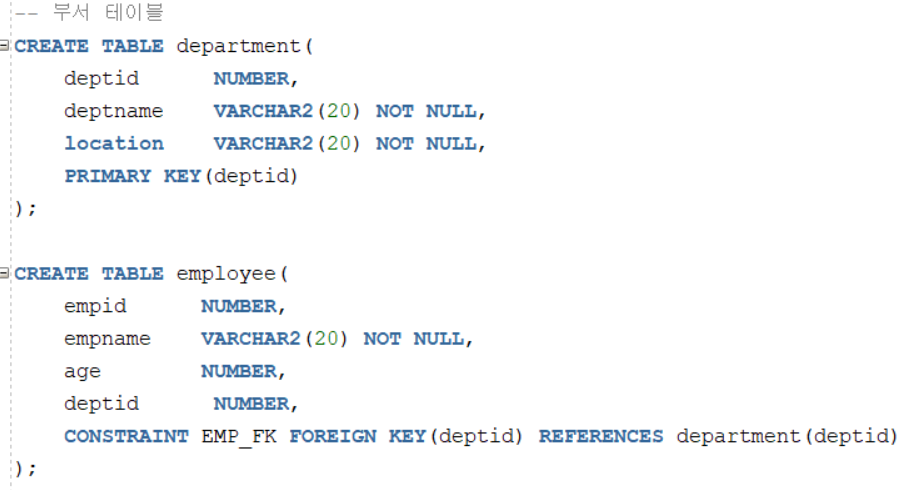 -- 부서 테이블
CREATE TABLE department(
    deptid      NUMBER,
    deptname    VARCHAR2(20) NOT NULL,
    location    VARCHAR2(20) NOT NULL,
    PRIMARY KEY(deptid)
);
CREATE TABLE employee(
    empid      NUMBER,
    empname    VARCHAR2(20) NOT NULL,
    age        NUMBER,
    deptid      NUMBER,
    CONSTRAINT EMP_FK FOREIGN KEY(deptid) REFERENCES department(deptid)
);